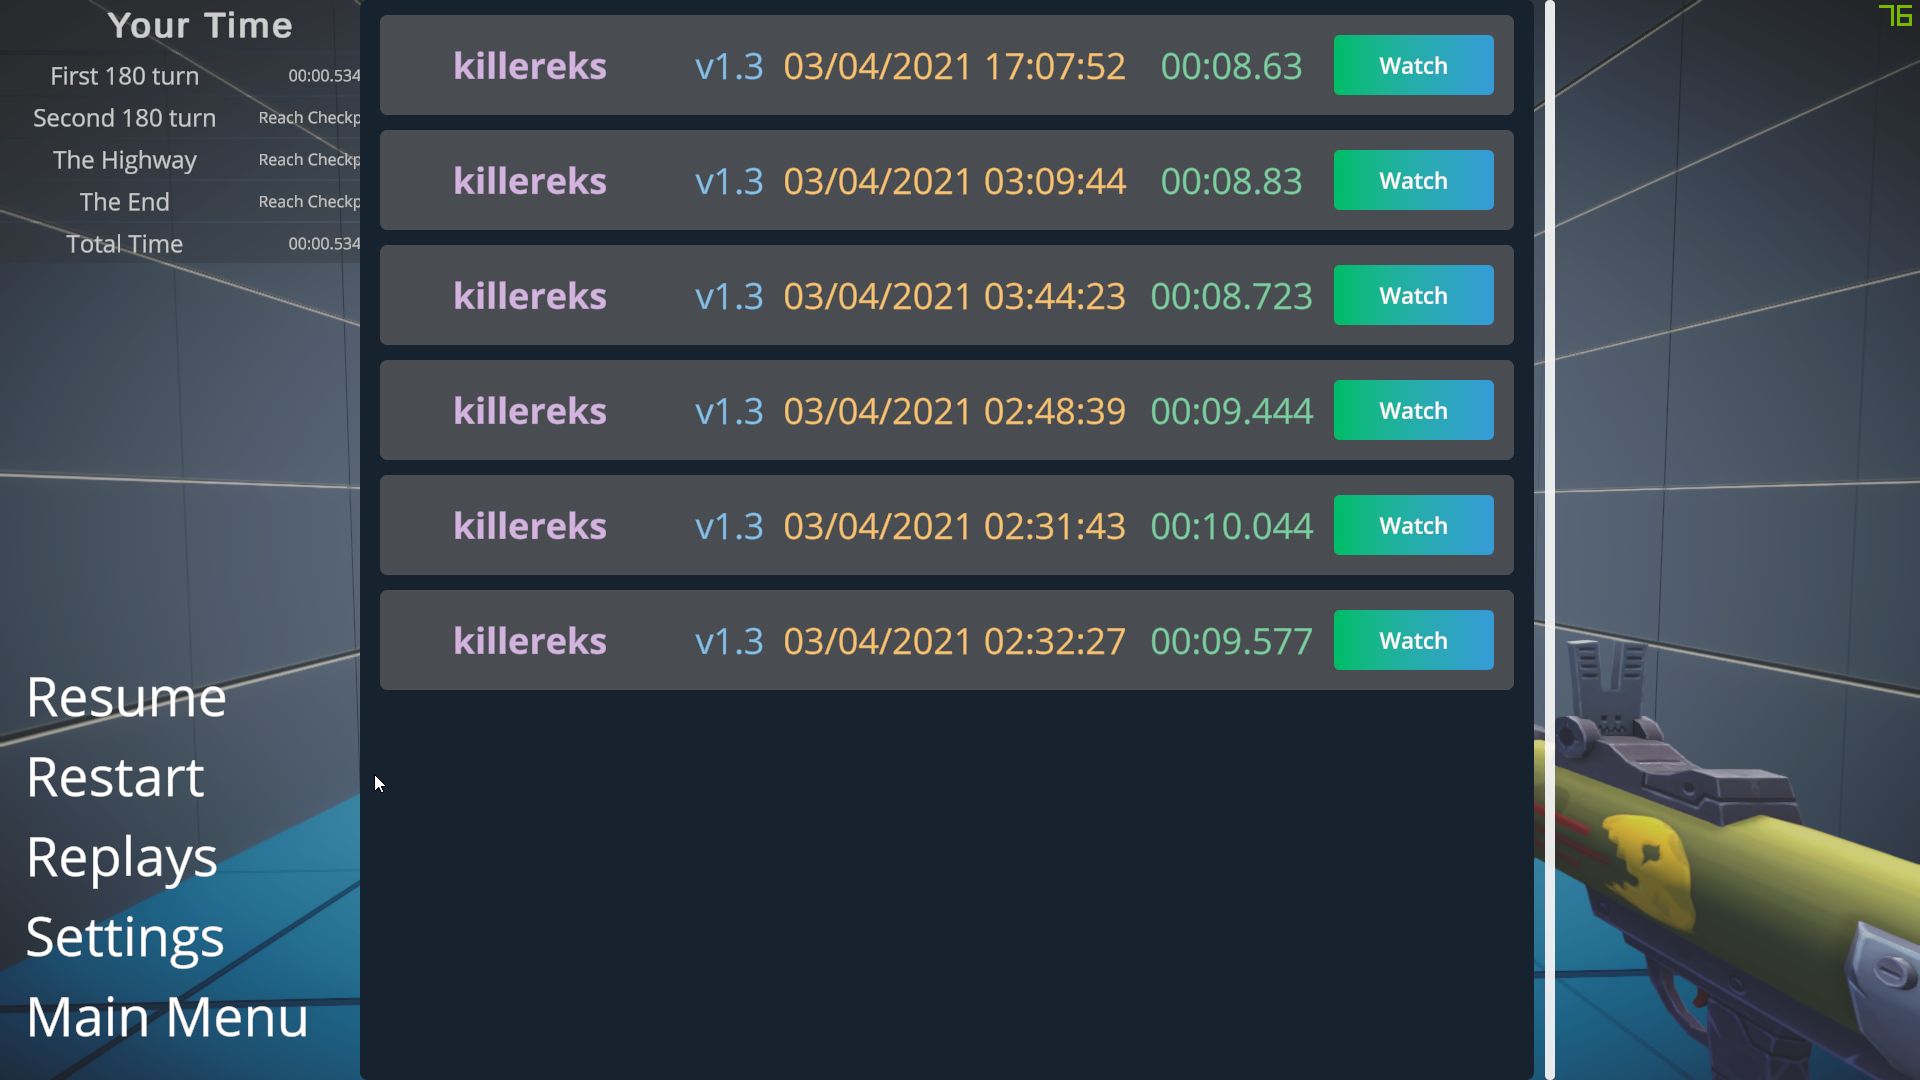 Your Time
First 180 turn 00:00.534
Second 180 turn Reach Checkp
The Highway Reach Checkp
The End Reach Checkp
Total Time 00:00.534
killereks v1.3 03/04/2021 17:07:52 00:08.63 Watch
killereks v1.3 03/04/2021 03:09:44 00:08.83 Watch
killereks v1.3 03/04/2021 03:44:23 00:08.723 Watch
killereks v1.3 03/04/2021 02:48:39 00:09.444 Watch
killereks v1.3 03/04/2021 02:31:43 00:10.044 Watch
killereks v1.3 03/04/2021 02:32:27 00:09.577 Watch
76
Resume
Restart
Replays
Settings
Main Menu